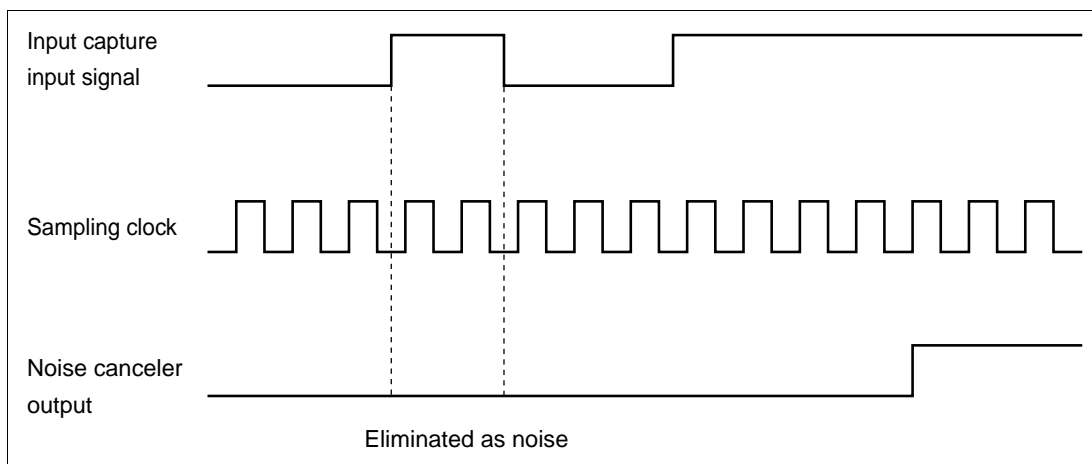 Input capture
input signal
Sampling clock
Noise canceler
output
Eliminated as noise